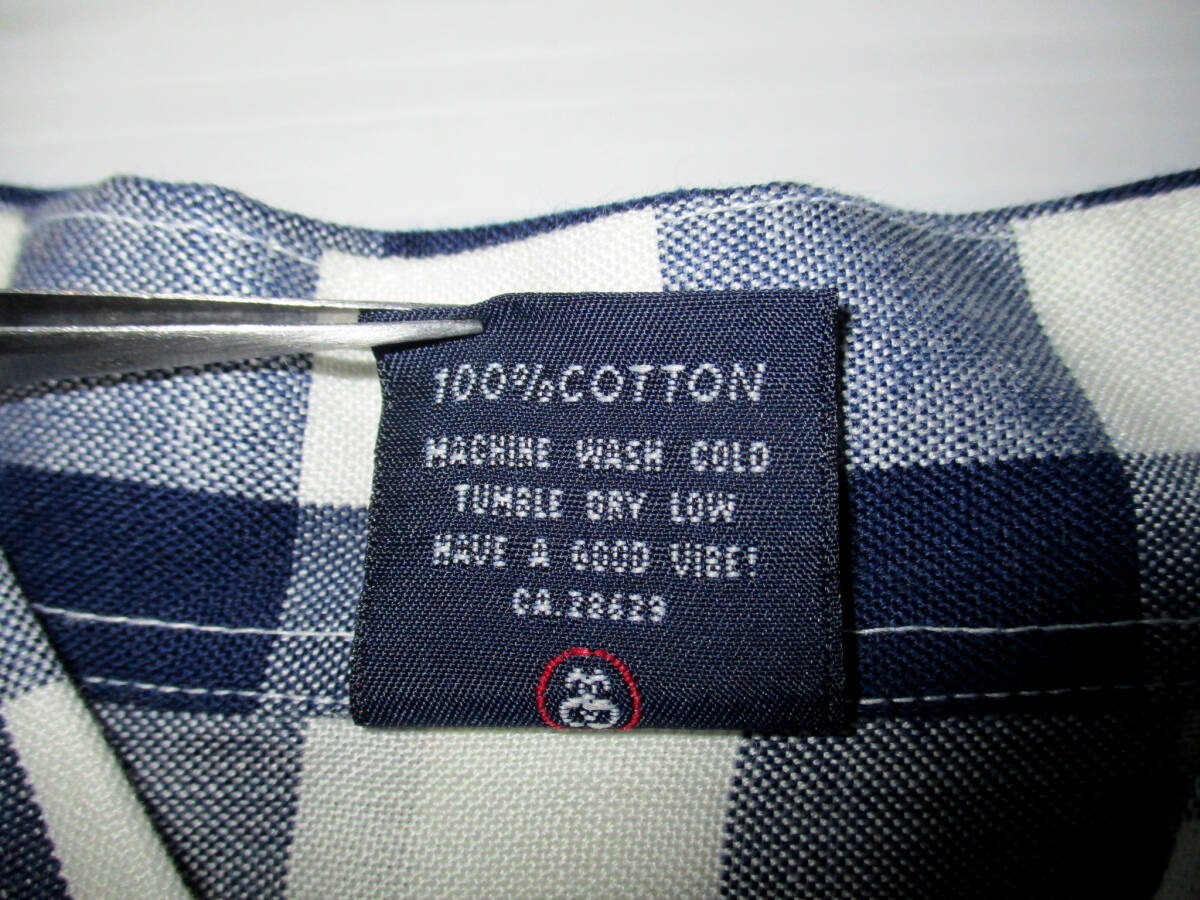 100%COTTON
MACHINE WASH COLD
TUMBLE DRY LOW
HAVE A GOOD VIBE!
CA.28629